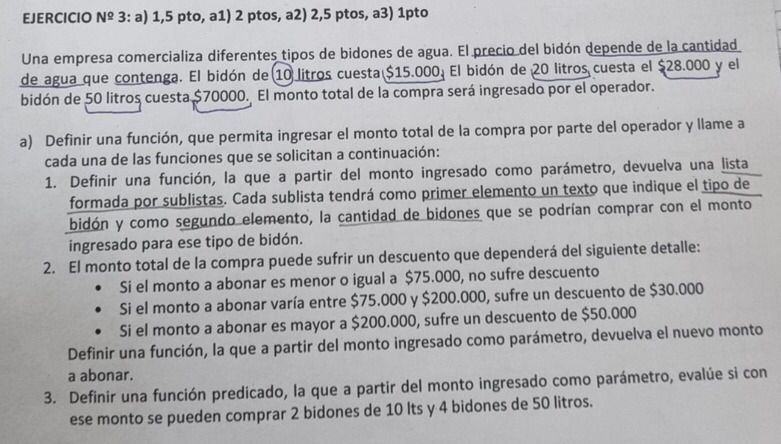 EJERCICIO Nº 3: a) 1,5 pto, a1) 2 ptos, a2) 2,5 ptos, a3) 1pto
Una empresa comercializa diferentes tipos de bidones de agua. El precio del bidón depende de la cantidad
de agua que contenga. El bidón de 10 litros cuesta $15.000, El bidón de 20 litros cuesta el $28.000 y el
bidón de 50 litros cuesta $70000. El monto total de la compra será ingresado por el operador.
a) Definir una función, que permita ingresar el monto total de la compra por parte del operador y llame a
cada una de las funciones que se solicitan a continuación:
1. Definir una función, la que a partir del monto ingresado como parámetro, devuelva una lista
formada por sublistas. Cada sublista tendrá como primer elemento un texto que indique el tipo de
bidón y como segundo elemento, la cantidad de bidones que se podrían comprar con el monto
ingresado para ese tipo de bidón.
2. El monto total de la compra puede sufrir un descuento que dependerá del siguiente detalle:
• Si el monto a abonar es menor o igual a $75.000, no sufre descuento
• Si el monto a abonar varía entre $75.000 y $200.000, sufre un descuento de $30.000
• Si el monto a abonar es mayor a $200.000, sufre un descuento de $50.000
Definir una función, la que a partir del monto ingresado como parámetro, devuelva el nuevo monto
a abonar.
3. Definir una función predicado, la que a partir del monto ingresado como parámetro, evalúe si con
ese monto se pueden comprar 2 bidones de 10 lts y 4 bidones de 50 litros.